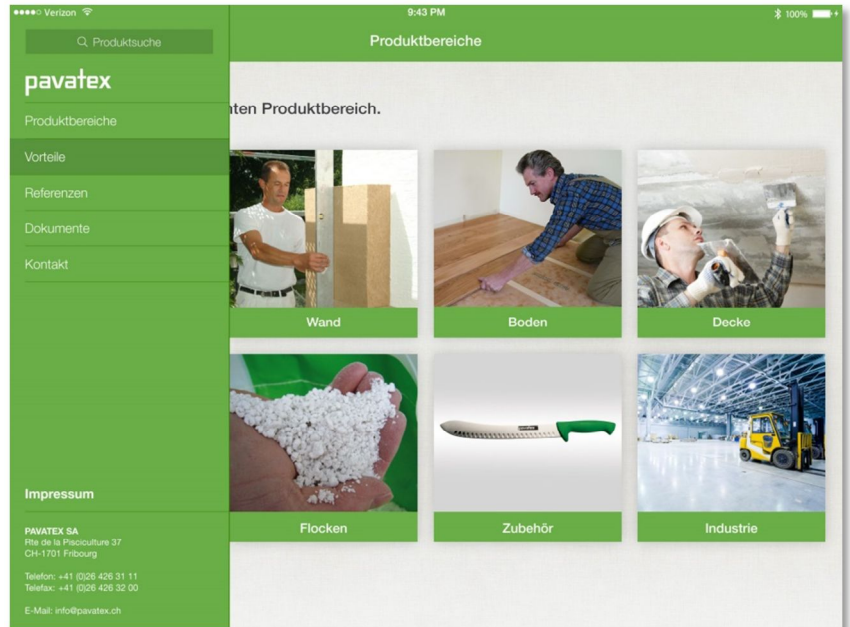 Verizon
9:43 PM
100%
Produktsuche
Produktbereiche
pavatex
Produktbereiche
Vorteile
Referenzen
Dokumente
Kontakt
Impressum
PAVATEX SA
Rte de la Pisciculture 37
CH-1701 Fribourg
Telefon: +41 (0)26 426 31 11
Telefax: +41 (0)26 426 32 00
E-Mail: info@pavatex.ch
nten Produktbereich.
Wand
Boden
Decke
Flocken
pavatex
Zubehör
Industrie